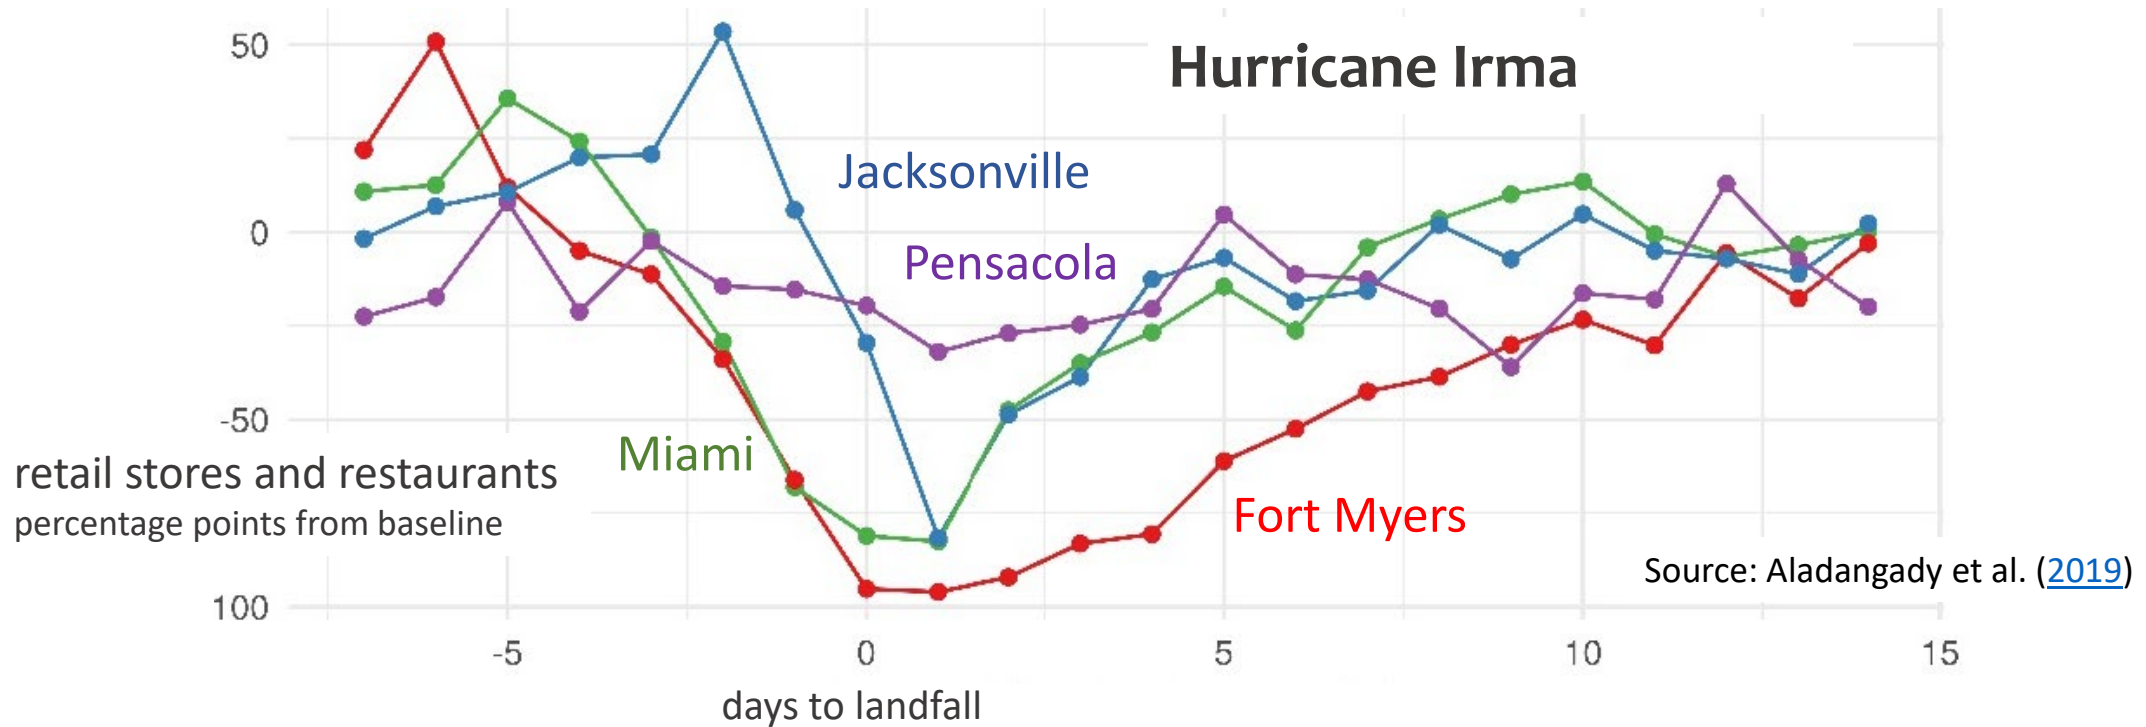 Hurricane Irma
50
0
-50
100
Jacksonville
Pensacola
Miami
Fort Myers
retail stores and restaurants
percentage points from baseline
Source: Aladangady et al. (2019)
-5
0
5
10
15
days to landfall